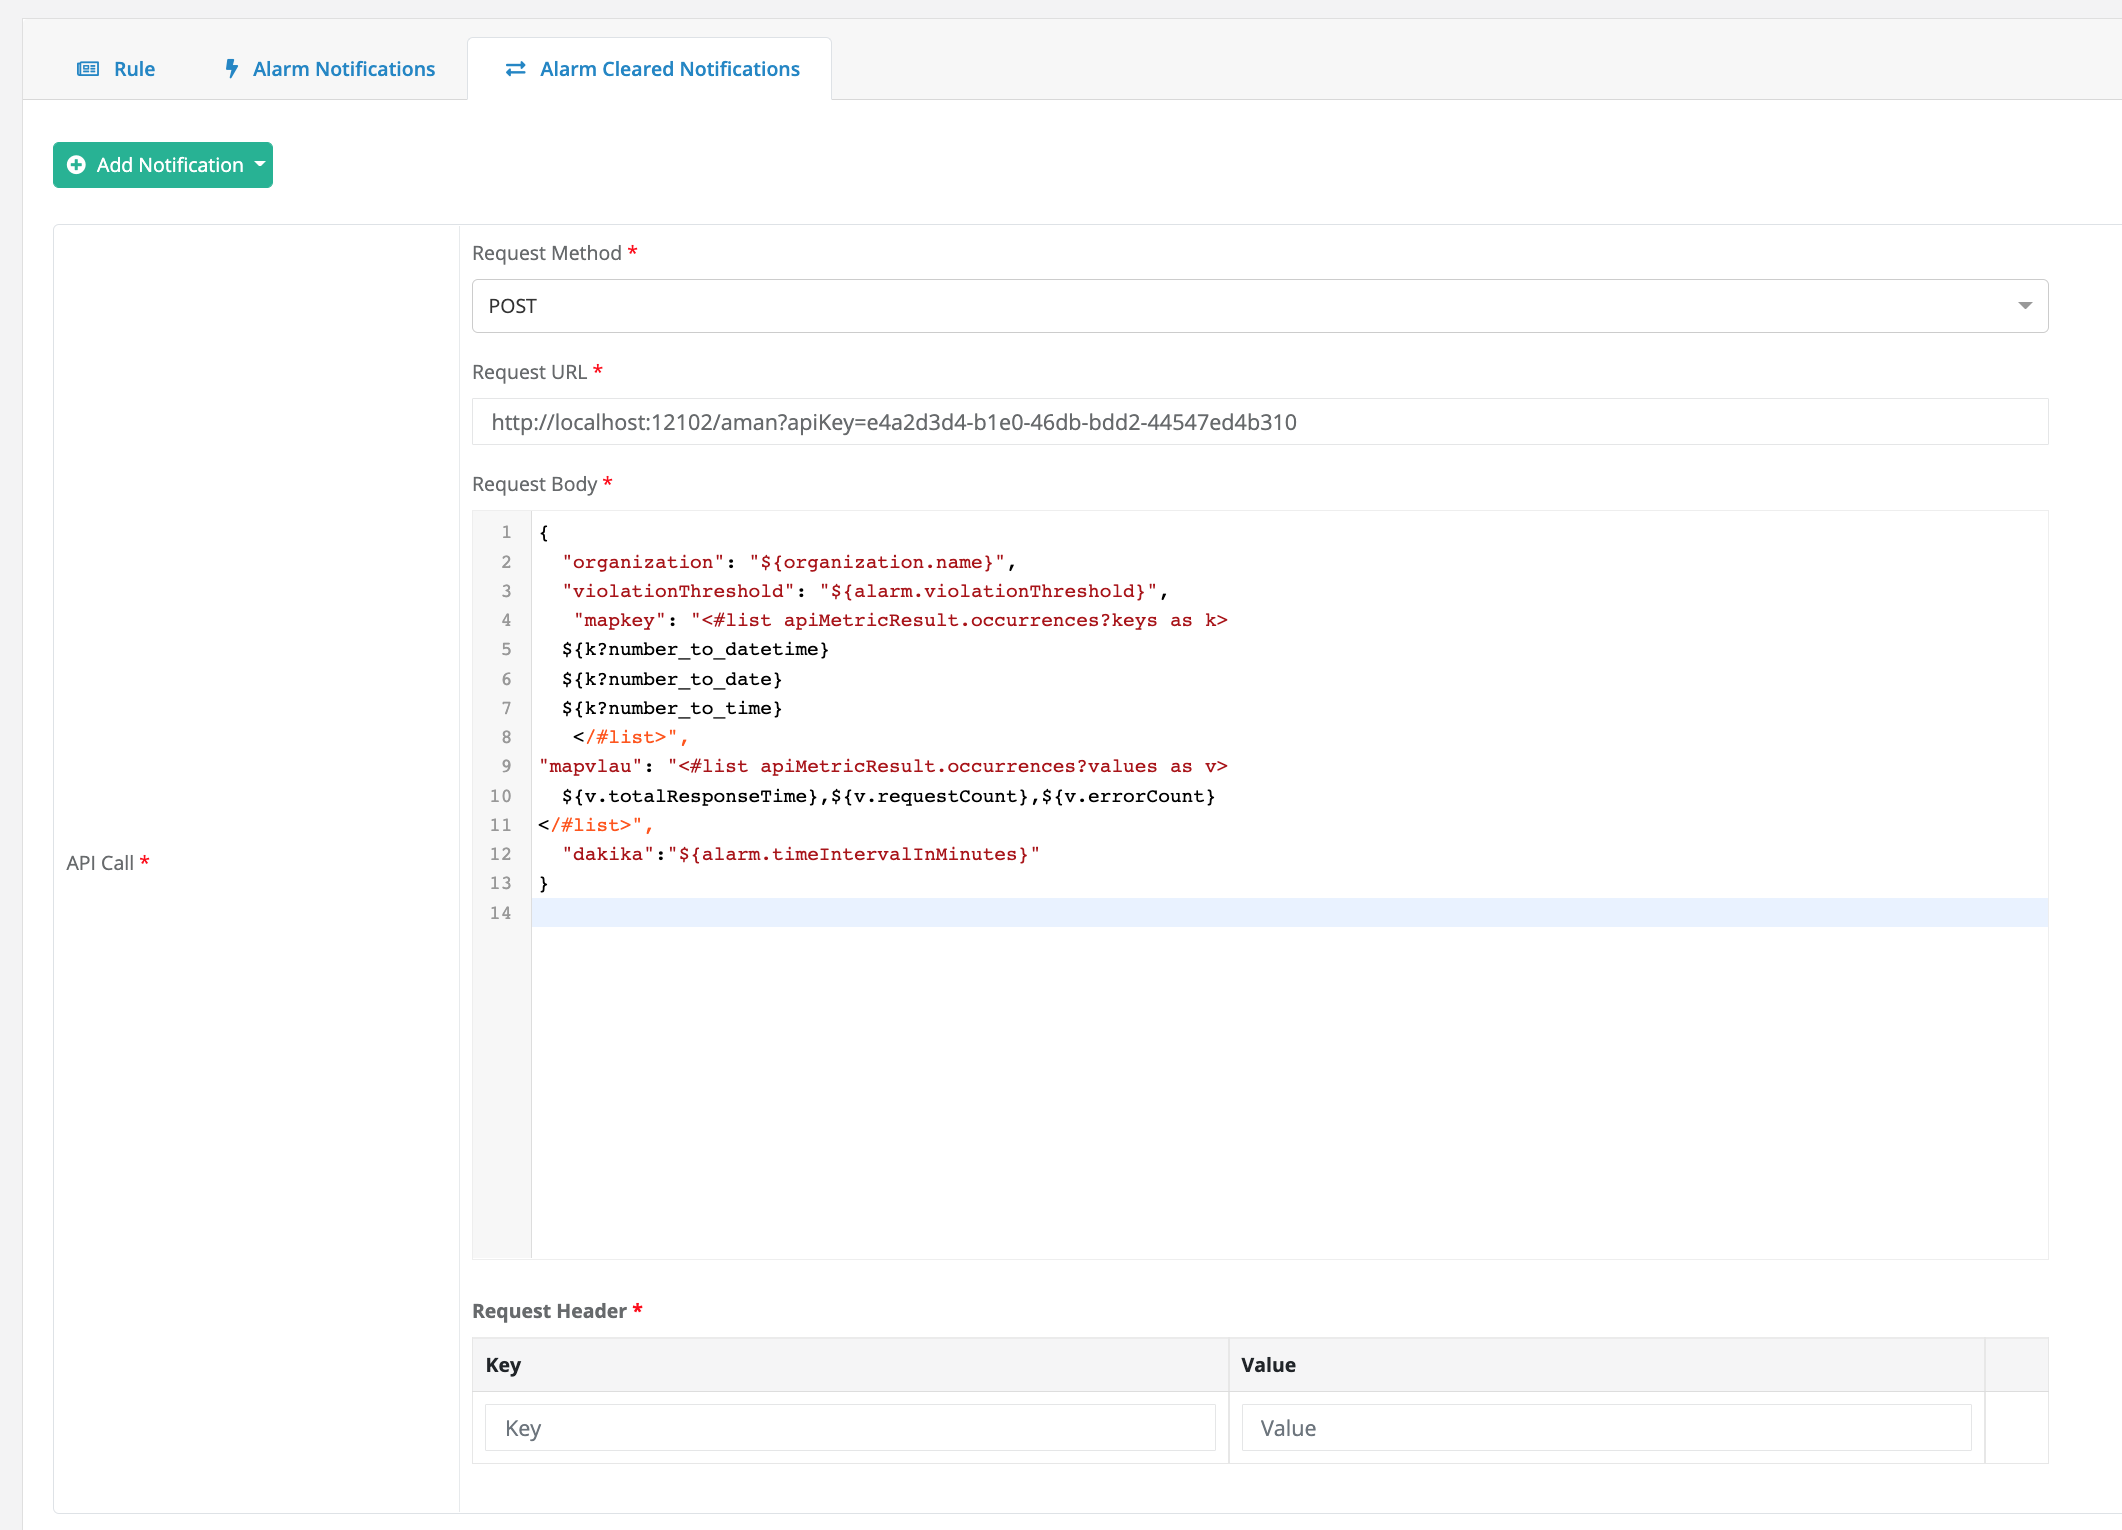 Rule
Alarm Notifications
Alarm Cleared Notifications
Add Notification
API Call *
Request Method *
POST
Request URL *
http://localhost:12102/aman?apiKey=e4a2d3d4-b1e0-46db-bdd2-44547ed4b310
Request Body *
1 {
2   "organization": "${organization.name}",
3   "violationThreshold": "${alarm.violationThreshold}",
4    "mapkey": "<#list apiMetricResult.occurrences?keys as k>
5   ${k?number_to_datetime}
6   ${k?number_to_date}
7   ${k?number_to_time}
8    </#list>",
9 "mapvlau": "<#list apiMetricResult.occurrences?values as v>
10   ${v.totalResponseTime},${v.requestCount},${v.errorCount}
11 </#list>",
12   "dakika":"${alarm.timeIntervalInMinutes}"
13 }
14
Request Header *
Key Value
Key Value